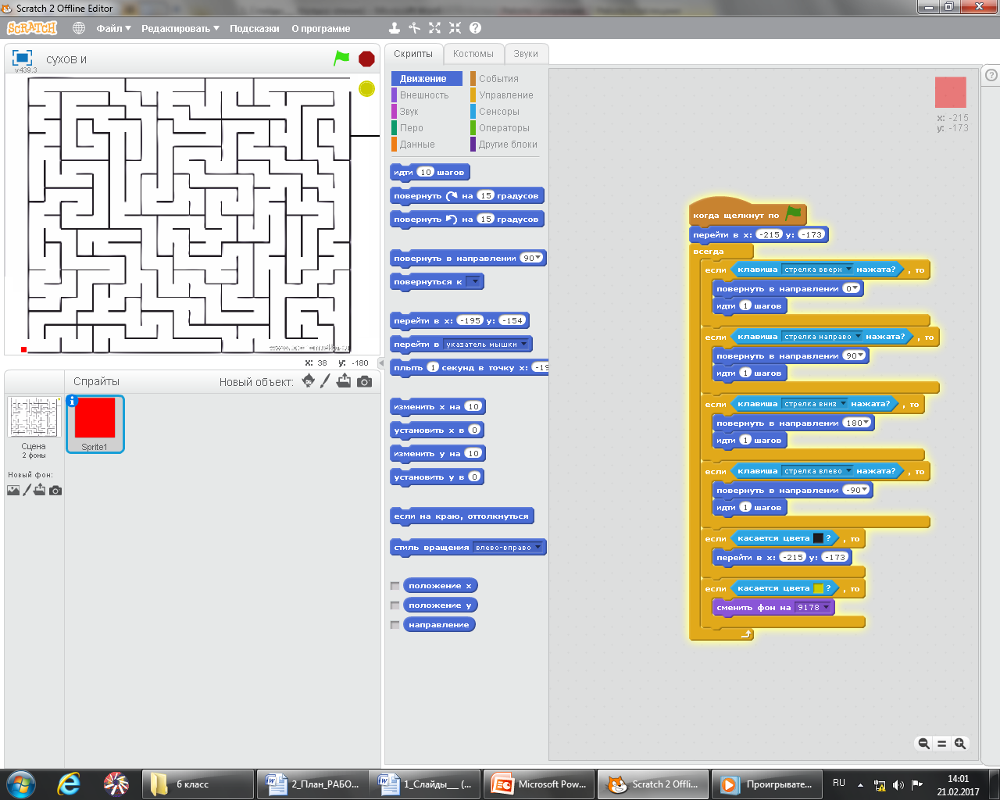 Scratch 2 Offline Editor
SCRATCH
Файл
Редактировать
Подсказки
О программе
сухов и
v439.3
Скрипты
Костюмы
Звуки
Движение
События
Внешность
Управление
Звук
Сенсоры
Перо
Операторы
Данные
Другие блоки
идти 10 шагов
повернуть на 15 градусов
повернуть на 15 градусов
повернуть в направлении 90
повернуться к
перейти в x: -195 y: -154
перейти в указатель мышки
плыть 1 секунд в точку x: -19
изменить x на 10
установить x в 0
изменить y на 10
установить y в 0
если на краю, оттолкнуться
стиль вращения влево-вправо
положение x
положение y
направление
x: -215
y: -173
когда щелкнут по
перейти в x: -215 y: -173
всегда
если клавиша стрелка вверх нажата? , то
повернуть в направлении 0
идти 1 шагов
если клавиша стрелка направо нажата? , то
повернуть в направлении 90
идти 1 шагов
если клавиша стрелка вниз нажата? , то
повернуть в направлении 180
идти 1 шагов
если клавиша стрелка влево нажата? , то
повернуть в направлении -90
идти 1 шагов
если касается цвета ? , то
перейти в x: -215 y: -173
если касается цвета ? , то
сменить фон на 9178
x: 38 y: -180
Спрайты
Новый объект:
Сцена
2 фоны
Новый фон:
Sprite1
6 класс
2_План_РАБО...
1_Слайды___ (...
Microsoft Pow...
Scratch 2 Offli...
Проигрывате...
RU
14:01
21.02.2017